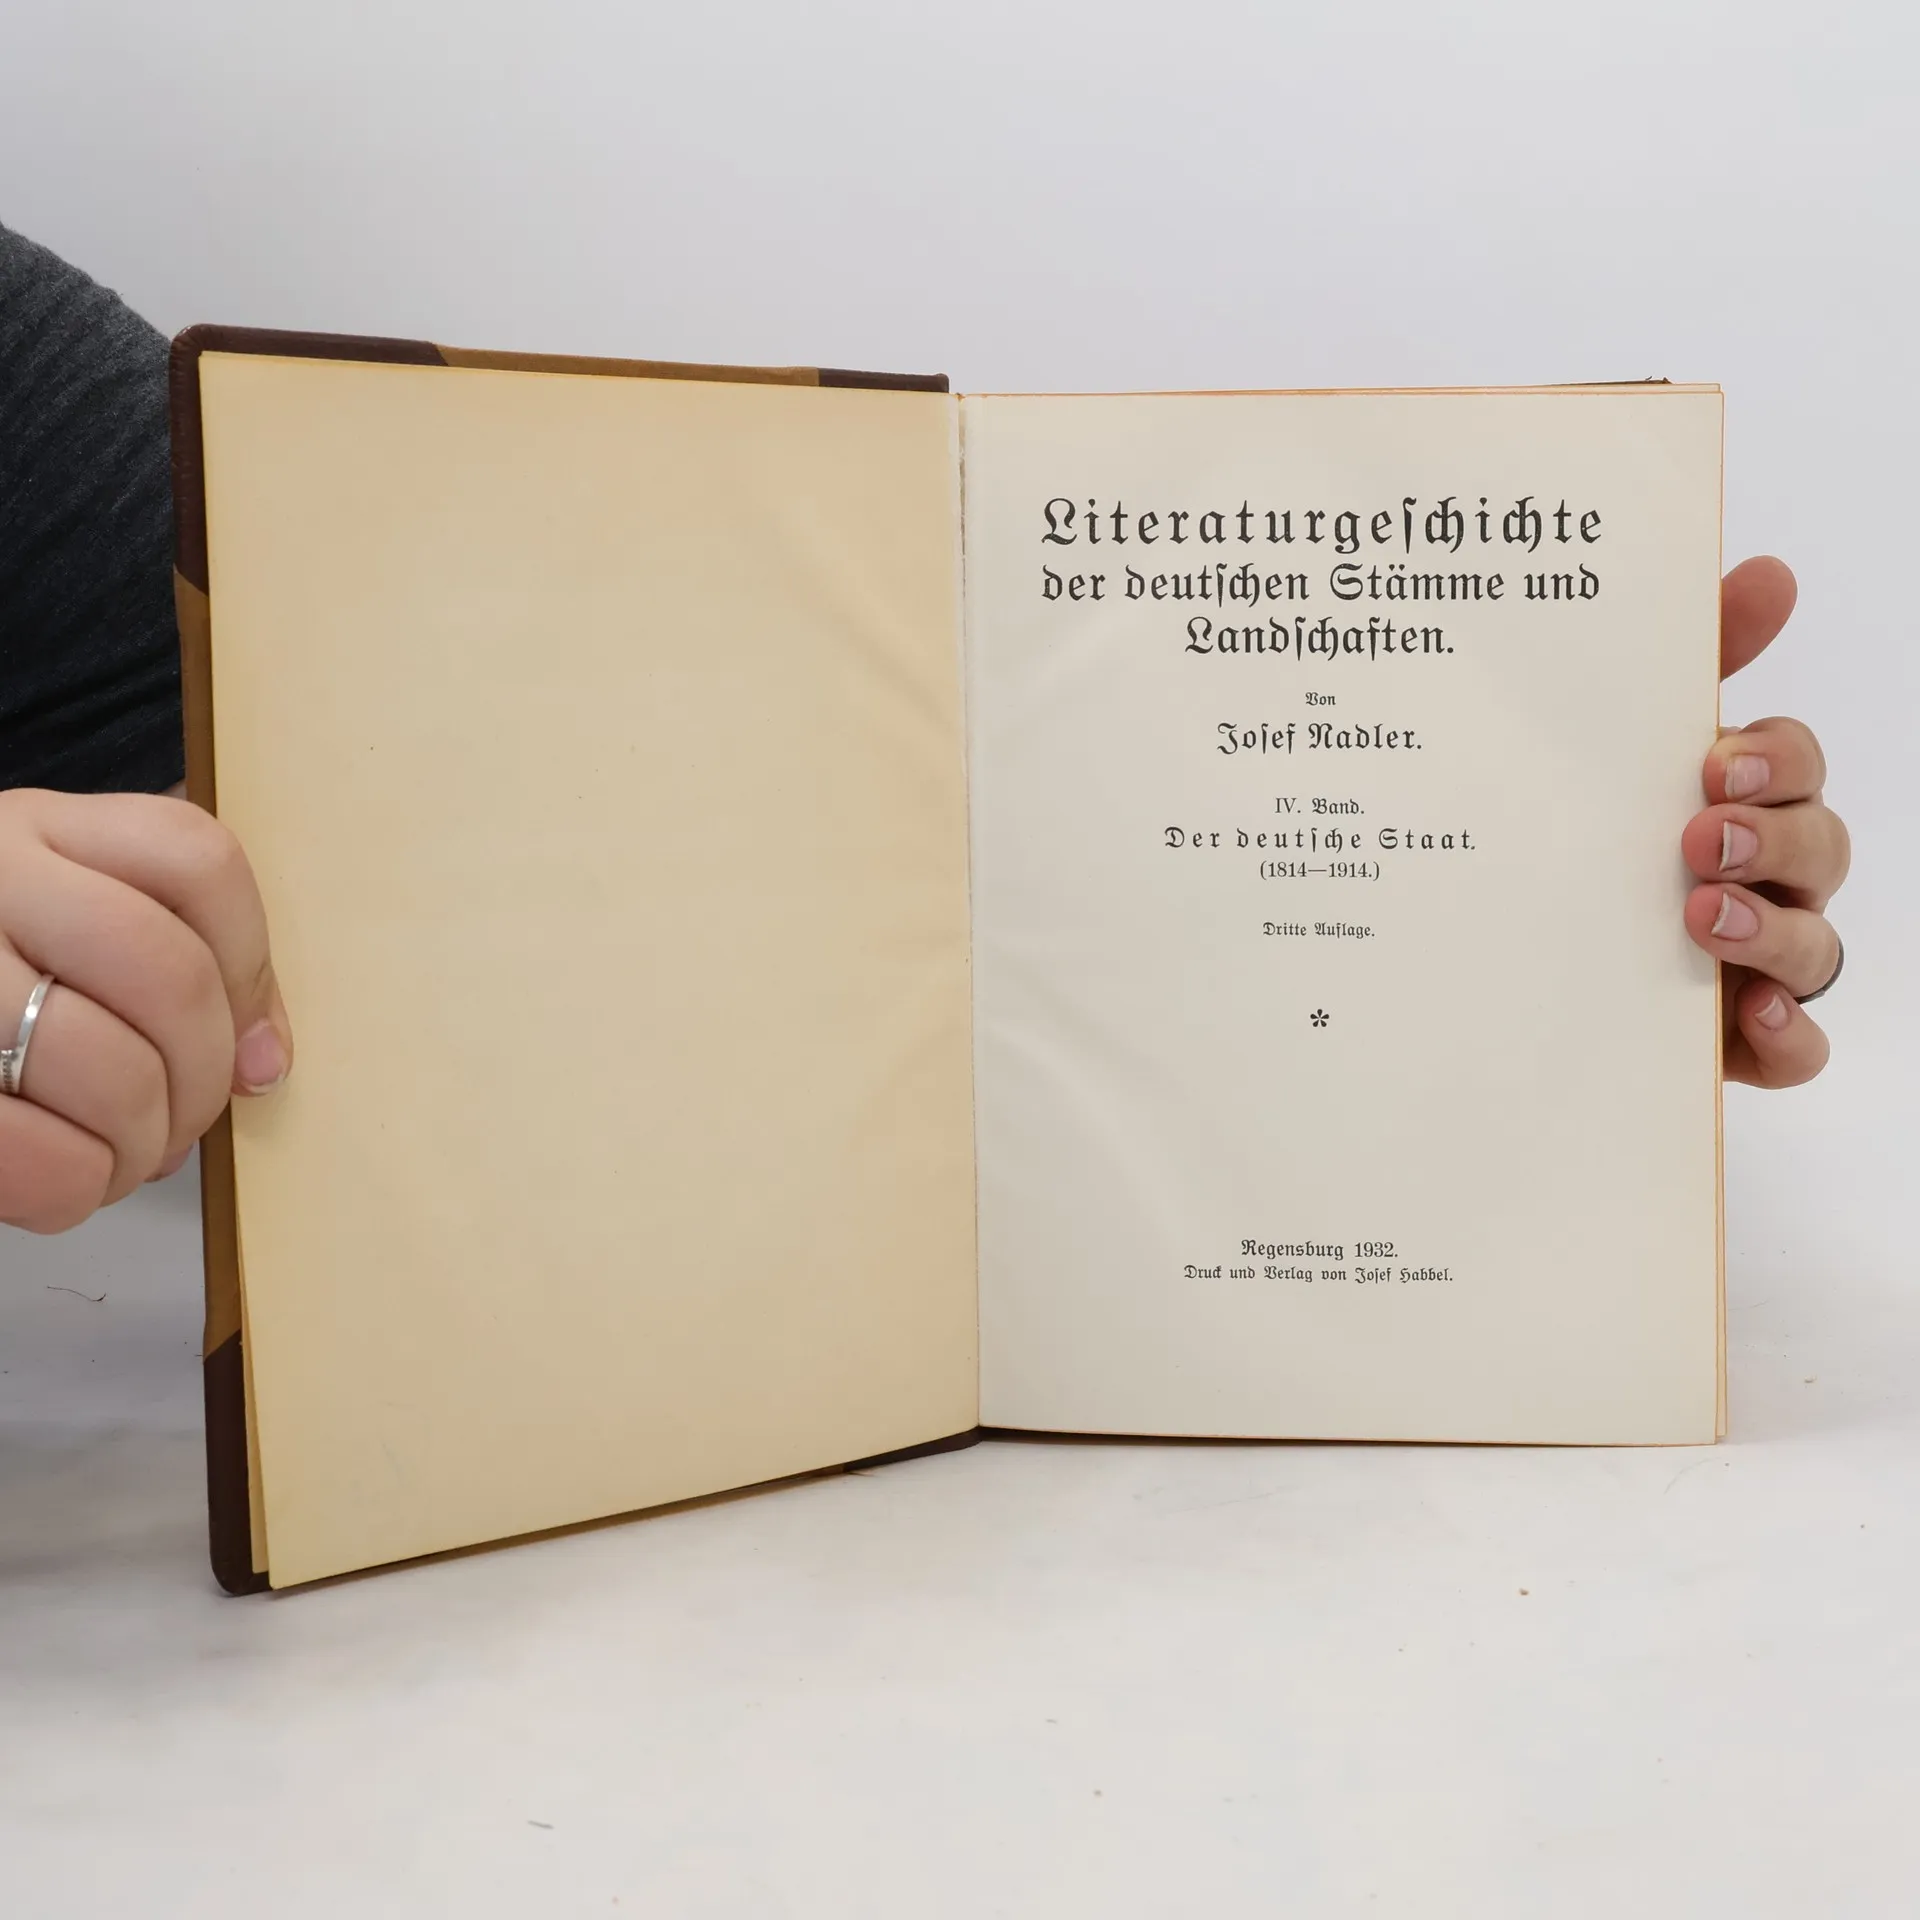 Literaturgeſchichte
der deutſchen Stämme und
Landſchaften.
Von
Joſef Nadler.
IV. Band.
Der deutſche Staat.
(1814—1914.)
Dritte Auflage.
*
Regensburg 1932.
Druck und Verlag von Joſef Habbel.